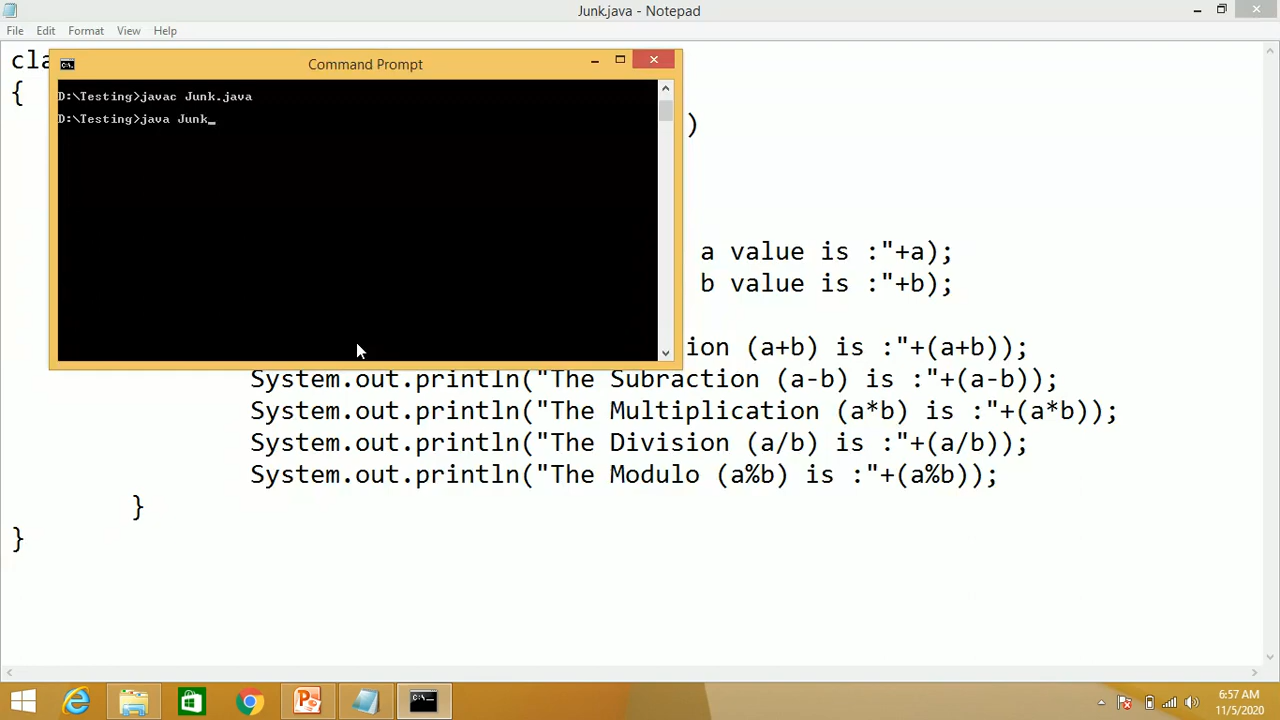 Junk.java - Notepad
File Edit Format View Help
cla
{
Command Prompt
D:\Testing>javac Junk.java
D:\Testing>java Junk_
)
a value is :"+a);
b value is :"+b);
ion (a+b) is :"+(a+b));
System.out.println("The Subraction (a-b) is :"+(a-b));
System.out.println("The Multiplication (a*b) is :"+(a*b));
System.out.println("The Division (a/b) is :"+(a/b));
System.out.println("The Modulo (a%b) is :"+(a%b));
}
}
6:57 AM
11/5/2020